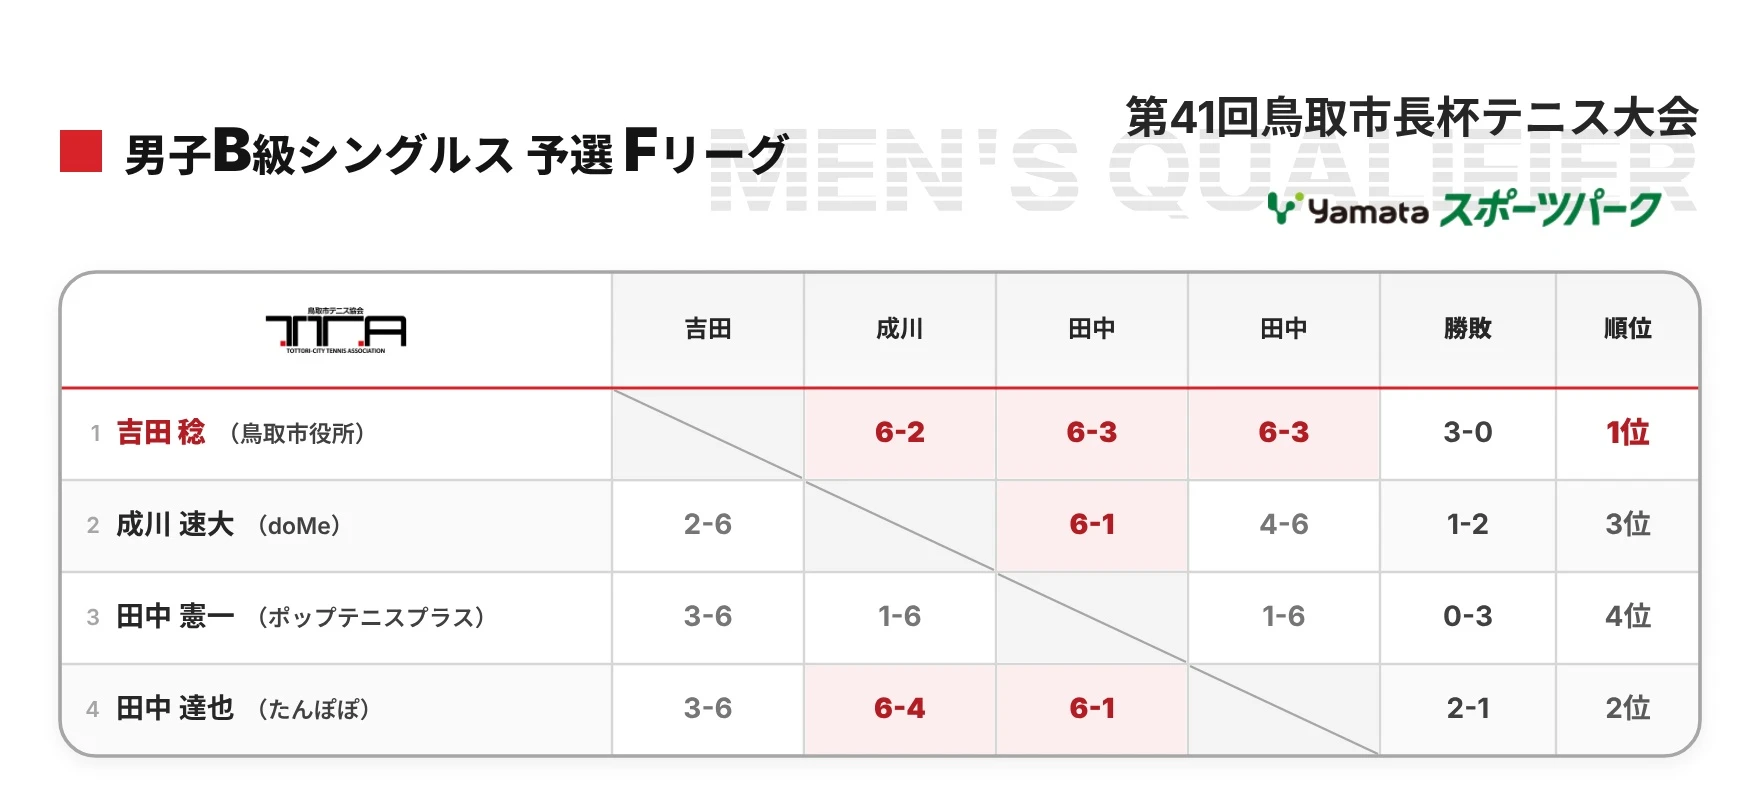 第41回鳥取市長杯テニス大会
男子B級シングルス 予選 Fリーグ
MEN'S QUALIFIER
Yamata スポーツパーク
鳥取市テニス協会
TTA
TOTTORI-CITY TENNIS ASSOCIATION
吉田 成川 田中 田中 勝敗 順位
1 吉田 稔 （鳥取市役所） 6-2 6-3 6-3 3-0 1位
2 成川 速大 （doMe） 2-6 6-1 4-6 1-2 3位
3 田中 憲一 （ポップテニスプラス） 3-6 1-6 1-6 0-3 4位
4 田中 達也 （たんぽぽ） 3-6 6-4 6-1 2-1 2位